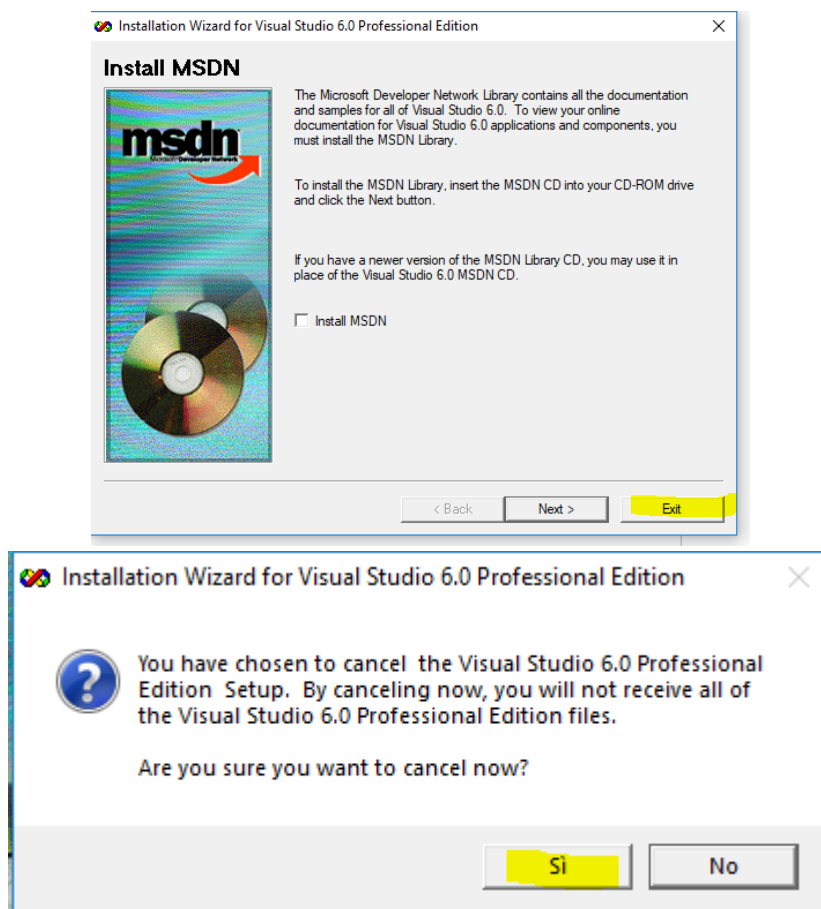 Installation Wizard for Visual Studio 6.0 Professional Edition
Install MSDN
msdn
Microsoft Developer Network
The Microsoft Developer Network Library contains all the documentation
and samples for all of Visual Studio 6.0. To view your online
documentation for Visual Studio 6.0 applications and components, you
must install the MSDN Library.
To install the MSDN Library, insert the MSDN CD into your CD-ROM drive
and click the Next button.
If you have a newer version of the MSDN Library CD, you may use it in
place of the Visual Studio 6.0 MSDN CD.
Install MSDN
< Back Next > Exit
Installation Wizard for Visual Studio 6.0 Professional Edition
You have chosen to cancel the Visual Studio 6.0 Professional
Edition Setup. By canceling now, you will not receive all of
the Visual Studio 6.0 Professional Edition files.
Are you sure you want to cancel now?
Sì No